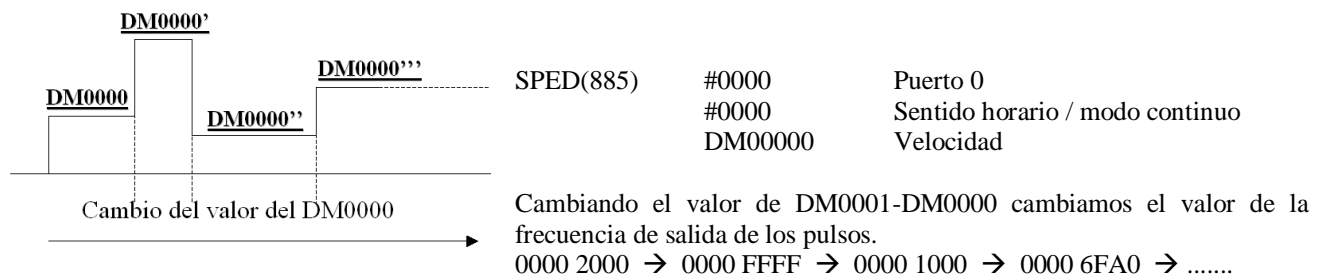 DM0000'
DM0000'''
DM0000
DM0000''
Cambio del valor del DM0000
SPED(885) #0000 Puerto 0
#0000 Sentido horario / modo continuo
DM00000 Velocidad
Cambiando el valor de DM0001-DM0000 cambiamos el valor de la
frecuencia de salida de los pulsos.
0000 2000 → 0000 FFFF → 0000 1000 → 0000 6FA0 → .......